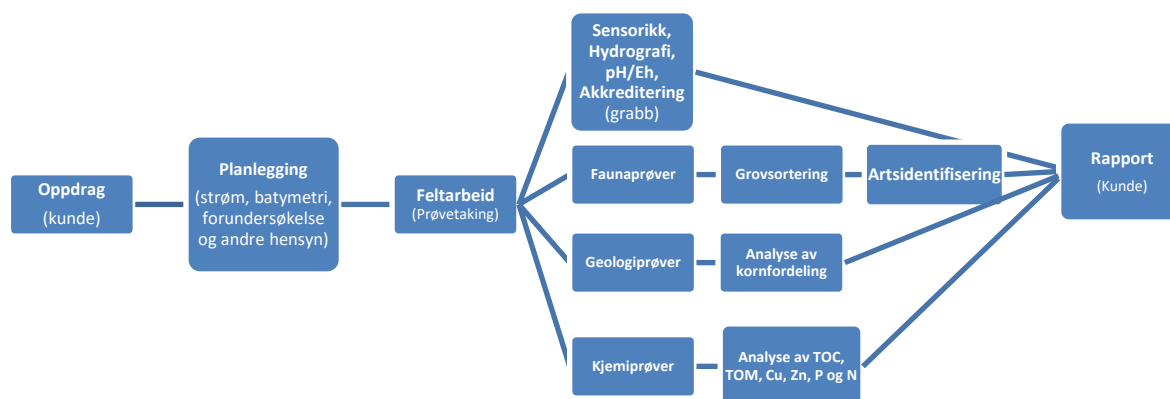 Oppdrag
(kunde)
Planlegging
(strøm, batymetri,
forundersøkelse
og andre hensyn)
Feltarbeid
(Prøvetaking)
Sensorikk,
Hydrografi,
pH/Eh,
Akkreditering
(grabb)
Faunaprøver
Grovsortering
Artsidentifisering
Geologiprøver
Analyse av
kornfordeling
Kjemiprøver
Analyse av TOC,
TOM, Cu, Zn, P og N
Rapport
(Kunde)